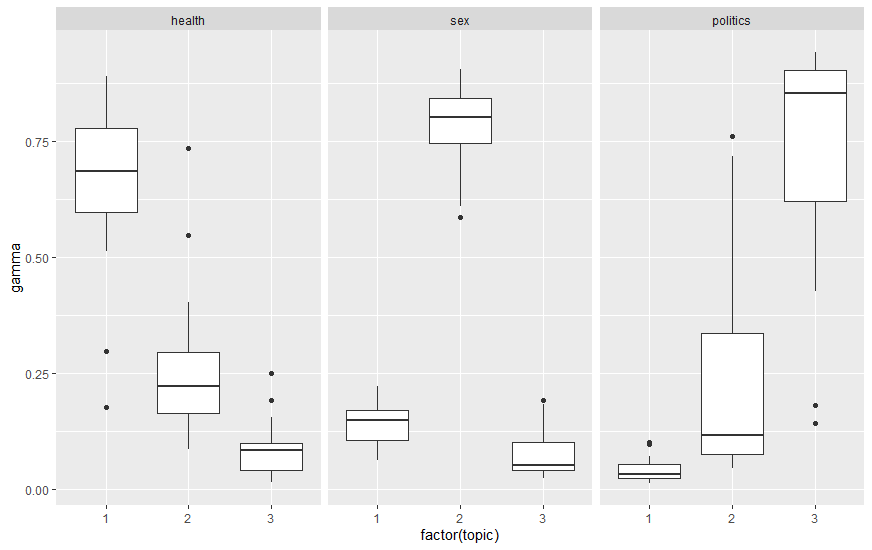 health sex politics
gamma
0.75
0.50
0.25
0.00
1 2 3 1 2 3 1 2 3
factor(topic)